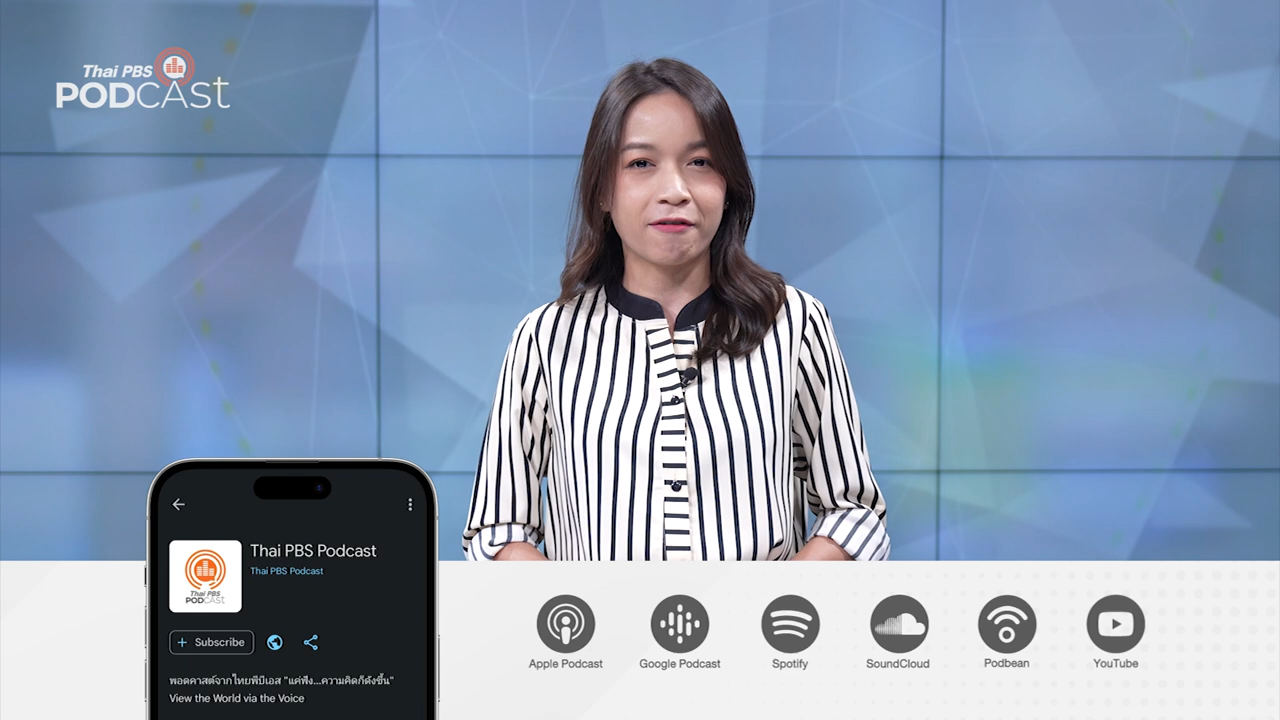 Thai PBS
PODCAST
Thai PBS Podcast
Thai PBS Podcast
Thai PBS
PODCAST
+ Subscribe
พอดคาสต์จากไทยพีบีเอส "แค่ฟัง...ความคิดก็ดังขึ้น"
View the World via the Voice
Apple Podcast
Google Podcast
Spotify
SoundCloud
Podbean
YouTube